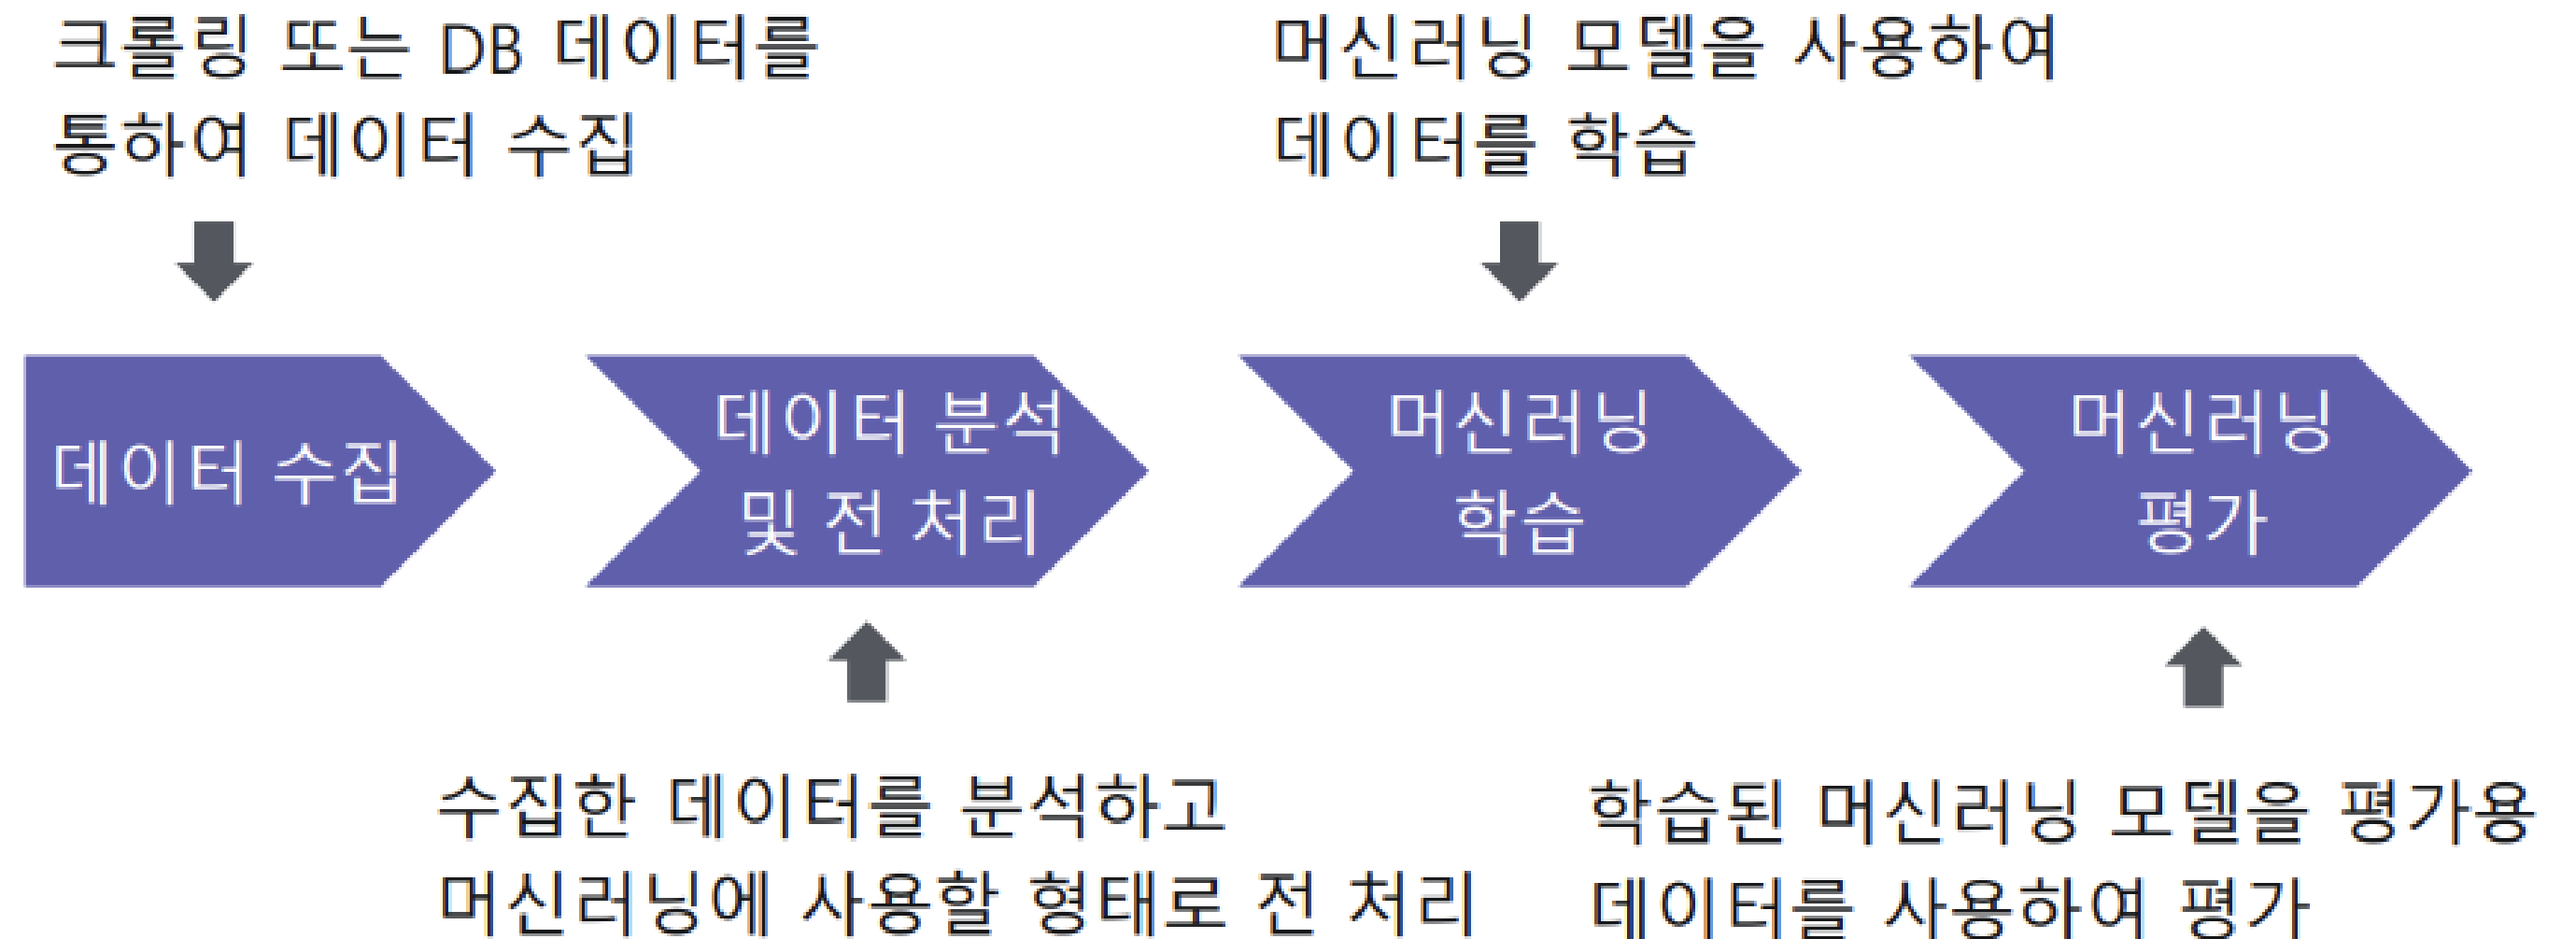 크롤링 또는 DB 데이터를
통하여 데이터 수집
머신러닝 모델을 사용하여
데이터를 학습
데이터 수집
데이터 분석
및 전 처리
머신러닝
학습
머신러닝
평가
수집한 데이터를 분석하고
머신러닝에 사용할 형태로 전 처리
학습된 머신러닝 모델을 평가용
데이터를 사용하여 평가